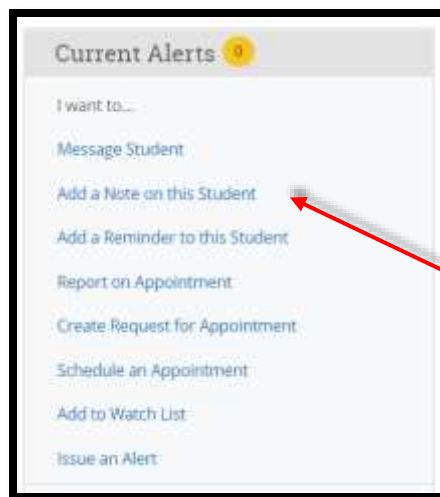 Current Alerts 0
I want to...
Message Student
Add a Note on this Student
Add a Reminder to this Student
Report on Appointment
Create Request for Appointment
Schedule an Appointment
Add to Watch List
Issue an Alert